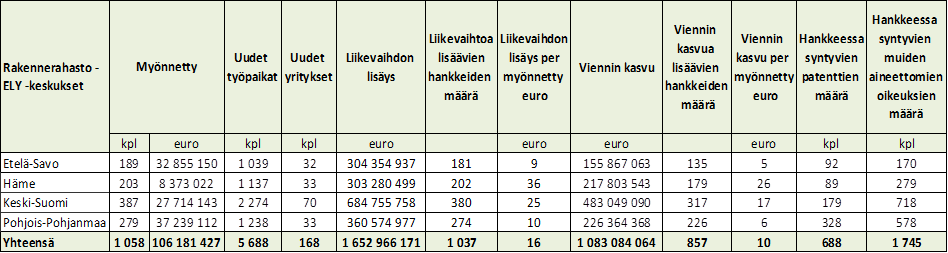 Rakennerahasto - ELY -keskukset | Myönnetty | Uudet työpaikat | Uudet yritykset | Liikevaihdon lisäys | Liikevaihtoa lisäävien hankkeiden määrä | Liikevaihdon lisäys per myönnetty euro | Viennin kasvu | Viennin kasvua lisäävien hankkeiden määrä | Viennin kasvu per myönnetty euro | Hankkeessa syntyvien patenttien määrä | Hankkeessa syntyvien muiden aineettomien oikeuksien määrä
kpl | euro | kpl | kpl | euro | euro | euro | euro | kpl | kpl
Etelä-Savo | 189 | 32 855 150 | 1 039 | 32 | 304 354 937 | 181 | 9 | 155 867 063 | 135 | 5 | 92 | 170
Häme | 203 | 8 373 022 | 1 137 | 33 | 303 280 499 | 202 | 36 | 217 803 543 | 179 | 26 | 89 | 279
Keski-Suomi | 387 | 27 714 143 | 2 274 | 70 | 684 755 758 | 380 | 25 | 483 049 090 | 317 | 17 | 179 | 718
Pohjois-Pohjanmaa | 279 | 37 239 112 | 1 238 | 33 | 360 574 977 | 274 | 10 | 226 364 368 | 226 | 6 | 328 | 578
Yhteensä | 1 058 | 106 181 427 | 5 688 | 168 | 1 652 966 171 | 1 037 | 16 | 1 083 084 064 | 857 | 10 | 688 | 1 745